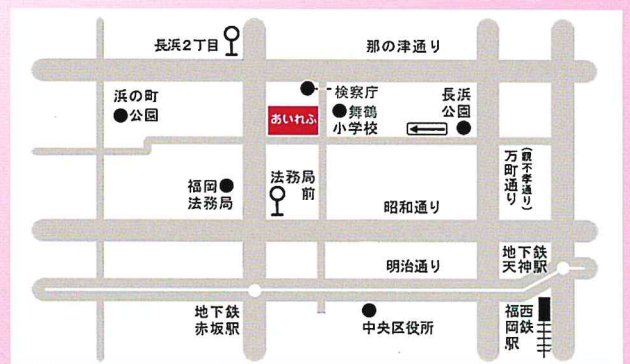 長浜2丁目
那の津通り
浜の町
公園
検察庁
あいれふ
舞鶴
小学校
長浜
公園
(親不孝通り)
万町通り
福岡
法務局
法務局
前
昭和通り
明治通り
地下鉄
天神駅
地下鉄
赤坂駅
中央区役所
西鉄
福岡駅